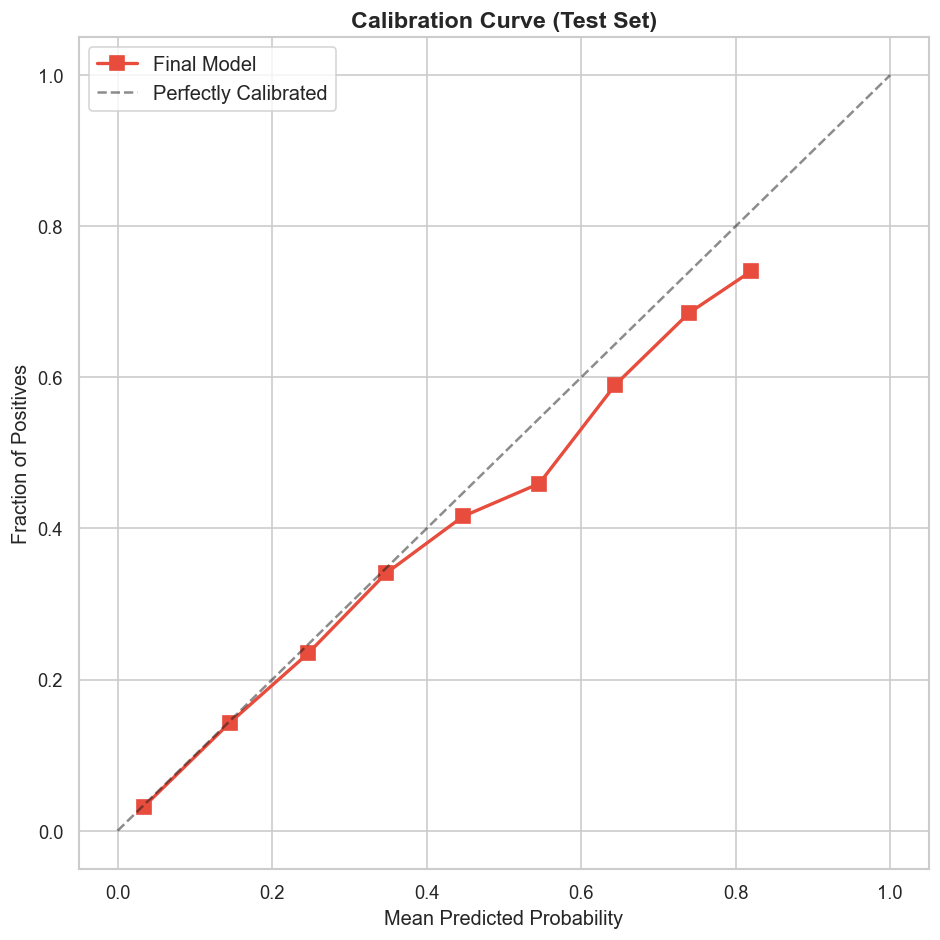 Calibration Curve (Test Set)
Final Model
Perfectly Calibrated
1.0
0.8
0.6
0.4
0.2
0.0
Fraction of Positives
0.0 0.2 0.4 0.6 0.8 1.0
Mean Predicted Probability